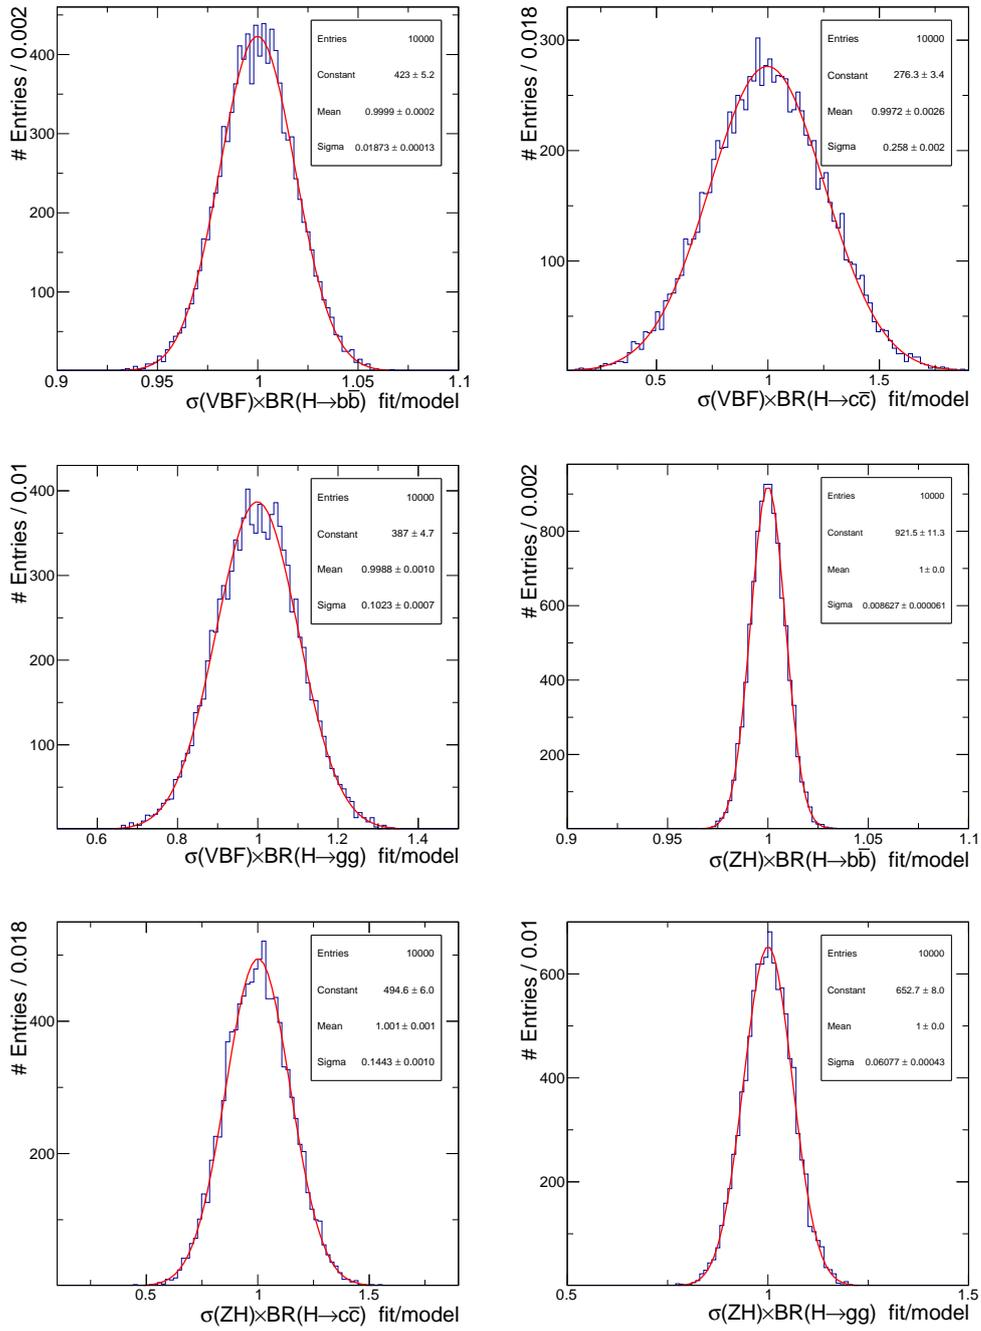 # Entries / 0.002
400
300
200
100
0.9 0.95 1 1.05 1.1
σ(VBF)×BR(H→bb̅) fit/model
Entries 10000
Constant 423 ± 5.2
Mean 0.9999 ± 0.0002
Sigma 0.01873 ± 0.00013
# Entries / 0.018
300
200
100
0.5 1 1.5
σ(VBF)×BR(H→cc̅) fit/model
Entries 10000
Constant 276.3 ± 3.4
Mean 0.9972 ± 0.0026
Sigma 0.258 ± 0.002
# Entries / 0.01
400
300
200
100
0.6 0.8 1 1.2 1.4
σ(VBF)×BR(H→gg) fit/model
Entries 10000
Constant 387 ± 4.7
Mean 0.9988 ± 0.0010
Sigma 0.1023 ± 0.0007
# Entries / 0.002
800
600
400
200
0.9 0.95 1 1.05 1.1
σ(ZH)×BR(H→bb̅) fit/model
Entries 10000
Constant 921.5 ± 11.3
Mean 1 ± 0.0
Sigma 0.008627 ± 0.000061
# Entries / 0.018
400
200
0.5 1 1.5
σ(ZH)×BR(H→cc̅) fit/model
Entries 10000
Constant 494.6 ± 6.0
Mean 1.001 ± 0.001
Sigma 0.1443 ± 0.0010
# Entries / 0.01
600
400
200
0.5 1 1.5
σ(ZH)×BR(H→gg) fit/model
Entries 10000
Constant 652.7 ± 8.0
Mean 1 ± 0.0
Sigma 0.06077 ± 0.00043